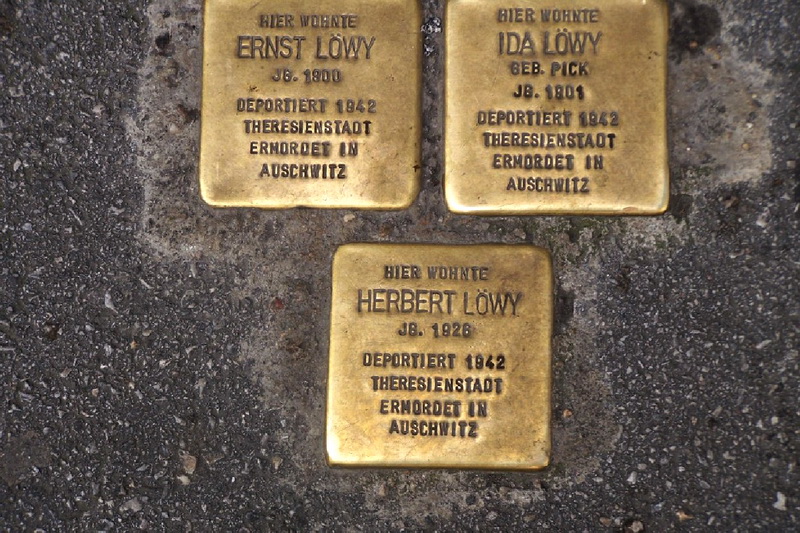 HIER WOHNTE
ERNST LÖWY
JG. 1900
DEPORTIERT 1942
THERESIENSTADT
ERMORDET IN
AUSCHWITZ
HIER WOHNTE
IDA LÖWY
GEB. PICK
JG. 1901
DEPORTIERT 1942
THERESIENSTADT
ERMORDET IN
AUSCHWITZ
HIER WOHNTE
HERBERT LÖWY
JG. 1926
DEPORTIERT 1942
THERESIENSTADT
ERMORDET IN
AUSCHWITZ